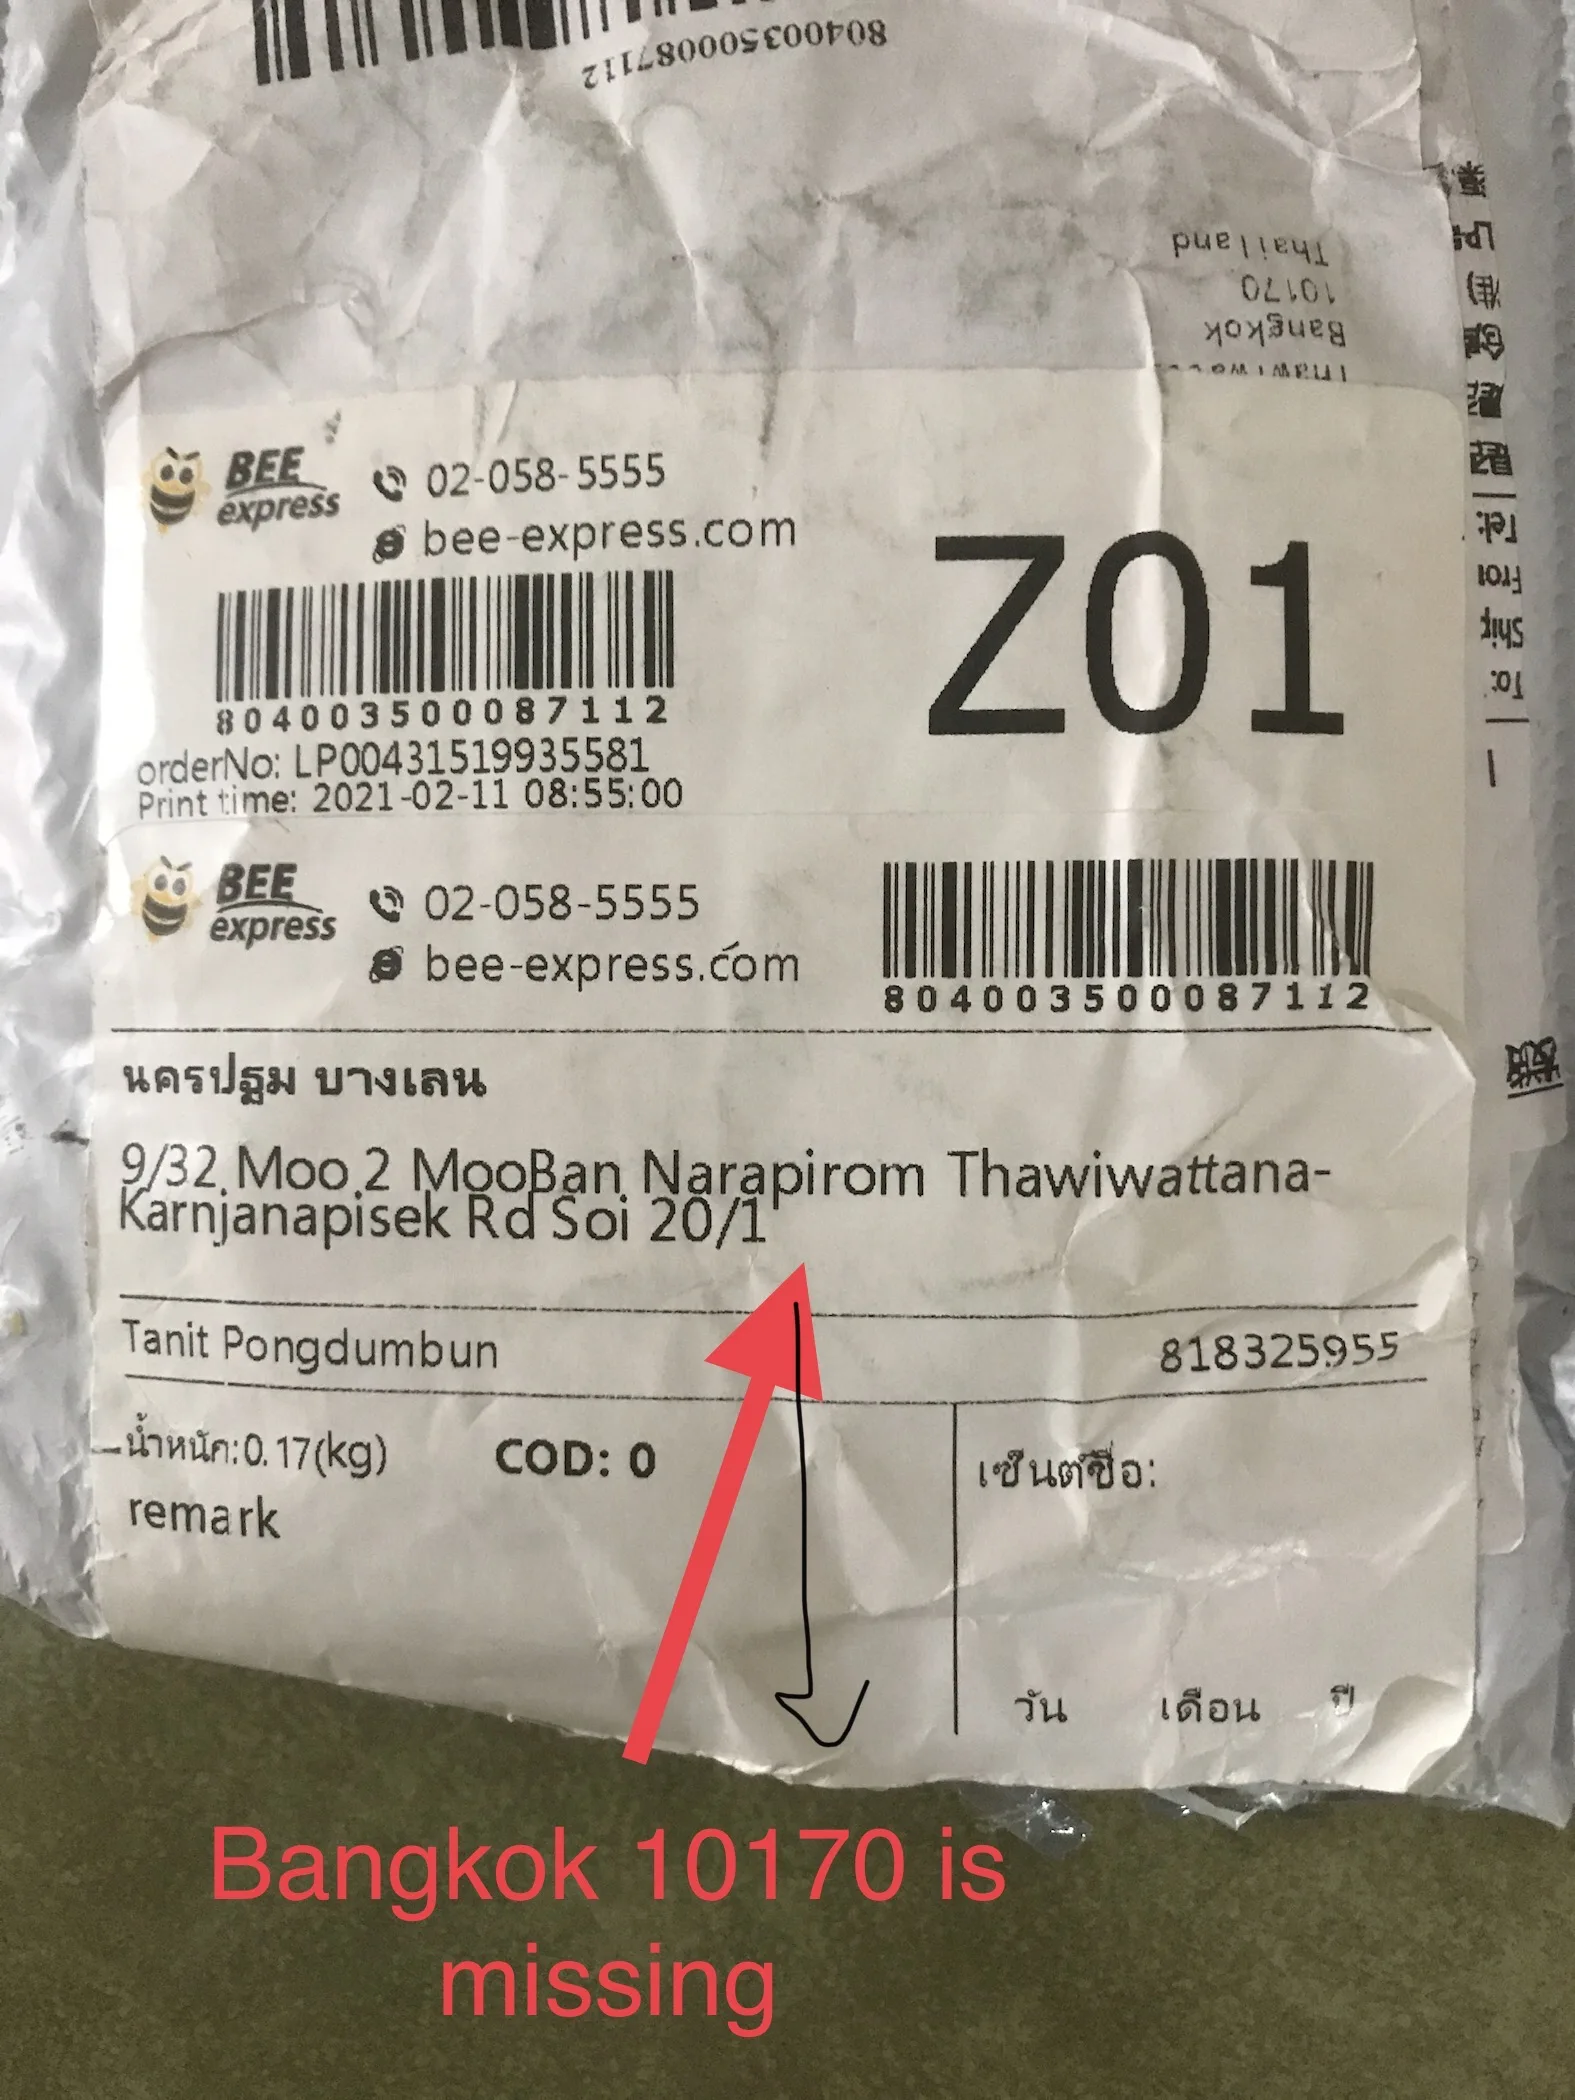 804003500087112
Thailand
10170
Bangkok
BEE
express
02-058-5555
bee-express.com
Z01
804003500087112
orderNo: LP00431519935581
Print time: 2021-02-11 08:55:00
BEE
express
02-058-5555
bee-express.com
804003500087112
นครปฐม บางเลน
9/32 Moo 2 MooBan Narapirom Thawiwattana-
Karnjanapisek Rd Soi 20/1
Tanit Pongdumbun
818325955
น้ำหนัก:0.17(kg)
COD: 0
เซ็นต์ชื่อ:
remark
วัน เดือน ปี
Tel:
To:
Bangkok 10170 is
missing